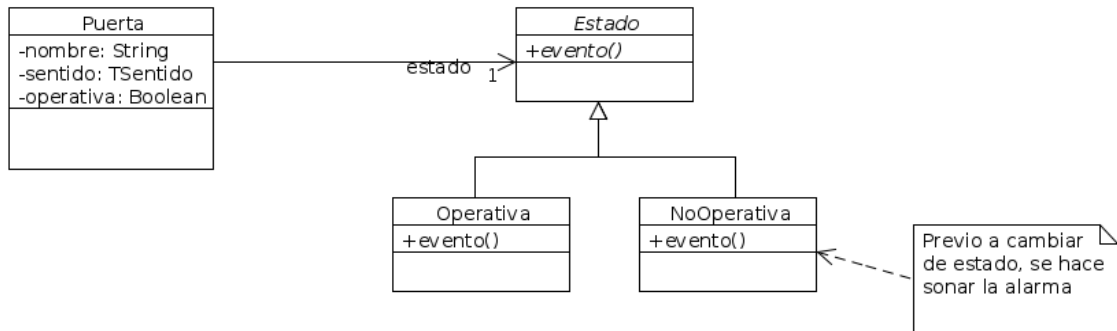 Puerta
-nombre: String
-sentido: TSentido
-operativa: Boolean
estado
1
Estado
+evento()
Operativa
+evento()
NoOperativa
+evento()
Previo a cambiar
de estado, se hace
sonar la alarma